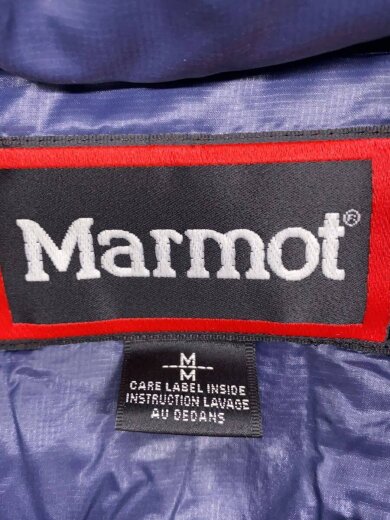 Marmot®
M
M
CARE LABEL INSIDE
INSTRUCTION LAVAGE
AU DEDANS